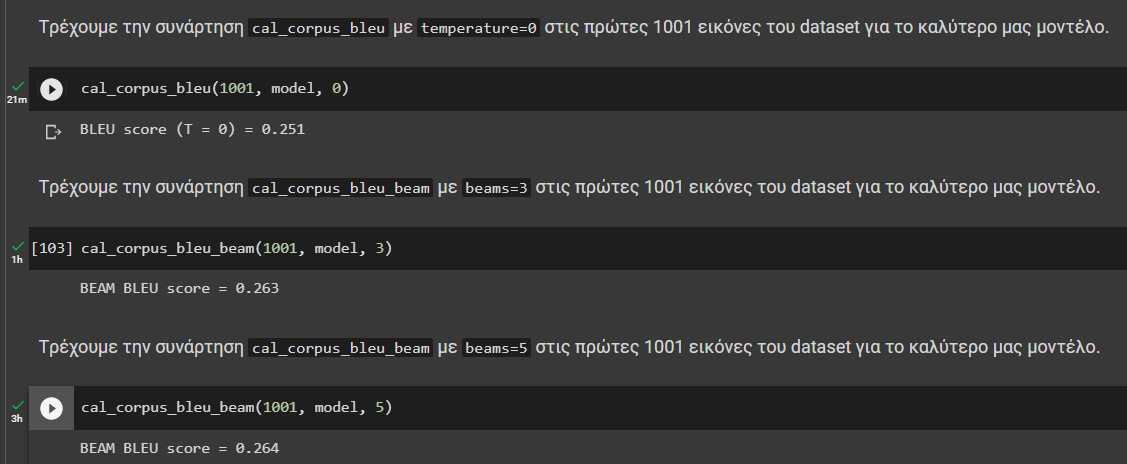 Τρέχουμε την συνάρτηση cal_corpus_bleu με temperature=0 στις πρώτες 1001 εικόνες του dataset για το καλύτερο μας μοντέλο.
21m
cal_corpus_bleu(1001, model, 0)
BLEU score (T = 0) = 0.251
Τρέχουμε την συνάρτηση cal_corpus_bleu_beam με beams=3 στις πρώτες 1001 εικόνες του dataset για το καλύτερο μας μοντέλο.
1h
[103] cal_corpus_bleu_beam(1001, model, 3)
BEAM BLEU score = 0.263
Τρέχουμε την συνάρτηση cal_corpus_bleu_beam με beams=5 στις πρώτες 1001 εικόνες του dataset για το καλύτερο μας μοντέλο.
3h
cal_corpus_bleu_beam(1001, model, 5)
BEAM BLEU score = 0.264